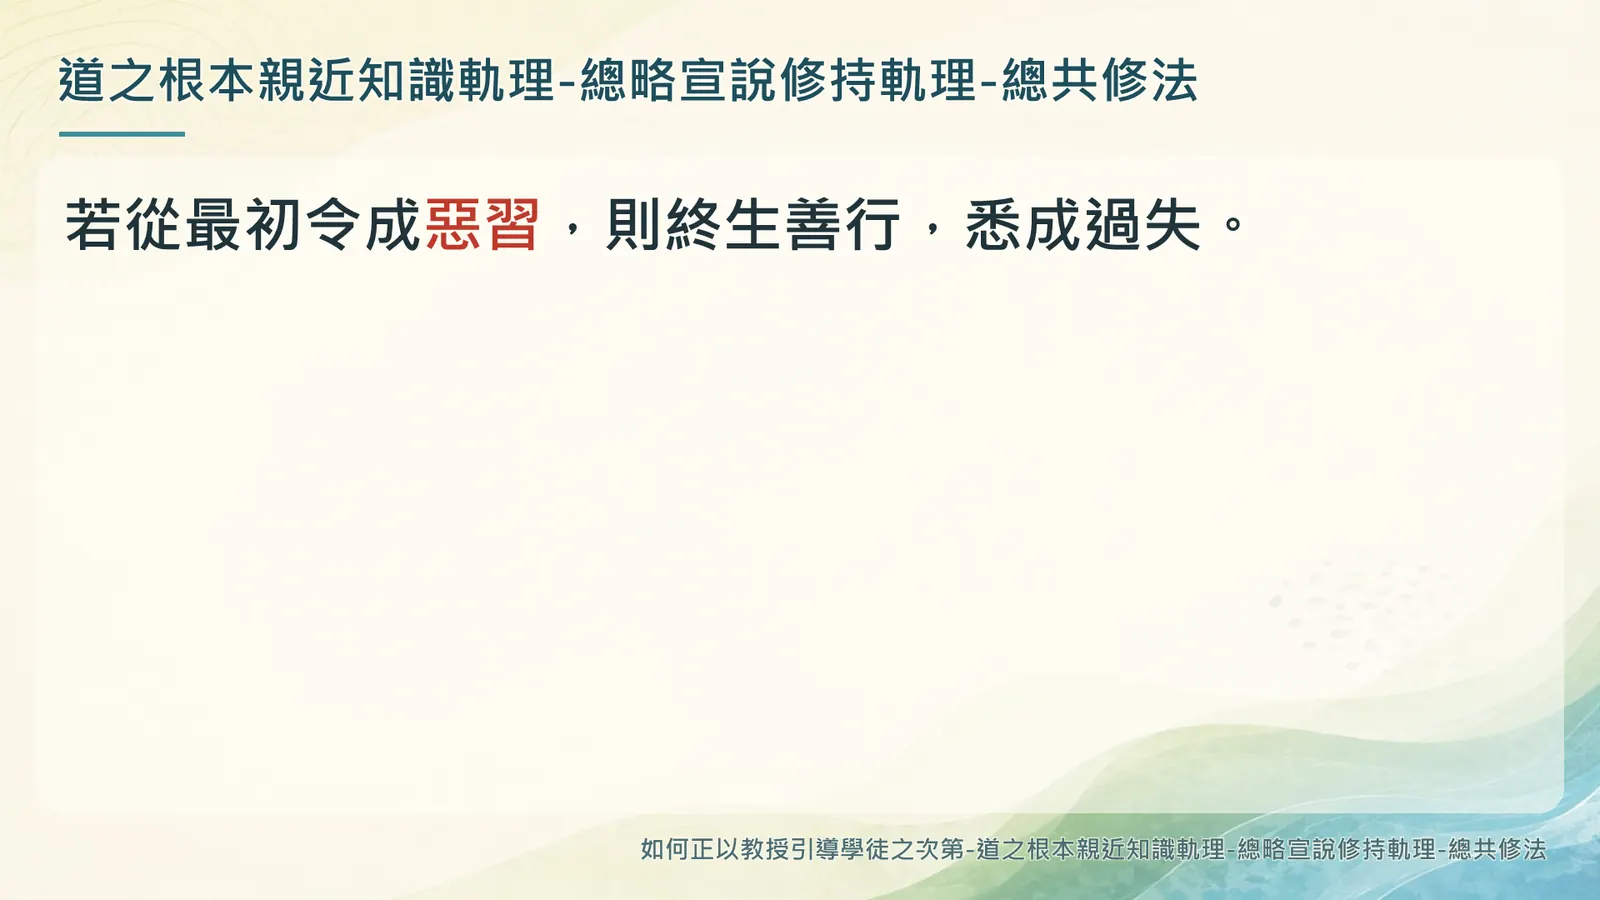 道之根本親近知識軌理-總略宣說修持軌理-總共修法
若從最初令成惡習，則終生善行，悉成過失。
如何正以教授引導學徒之次第-道之根本親近知識軌理-總略宣說修持軌理-總共修法